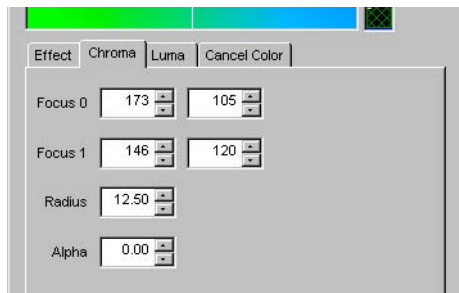 Effect Chroma Luma Cancel Color
Focus 0 173 105
Focus 1 146 120
Radius 12.50
Alpha 0.00